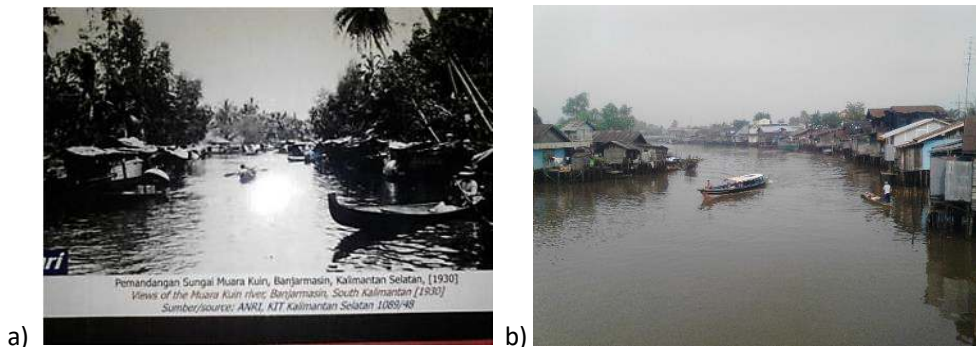 ri
Pemandangan Sungai Muara Kuin, Banjarmasin, Kalimantan Selatan, [1930]
Views of the Muara Kuin river, Banjarmasin, South Kalimantan [1930]
Sumber/source: ANRI, KIT Kalimantan Selatan 1089/48
a)
b)